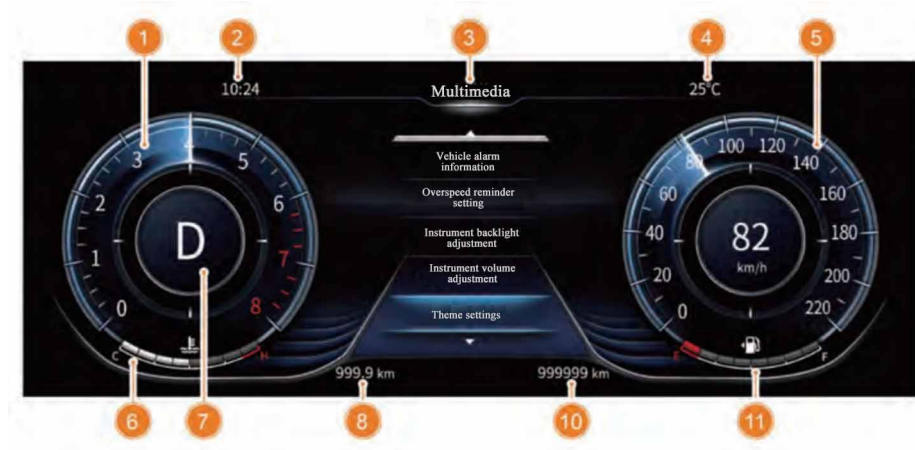 1
2
3
4
5
10:24
Multimedia
25°C
Vehicle alarm
information
Overspeed reminder
setting
Instrument backlight
adjustment
Instrument volume
adjustment
Theme settings
0
1
2
3
4
5
6
7
8
D
0
20
40
60
80
100
120
140
160
180
200
220
82
km/h
C
H
E
F
999.9 km
999999 km
6
7
8
10
11